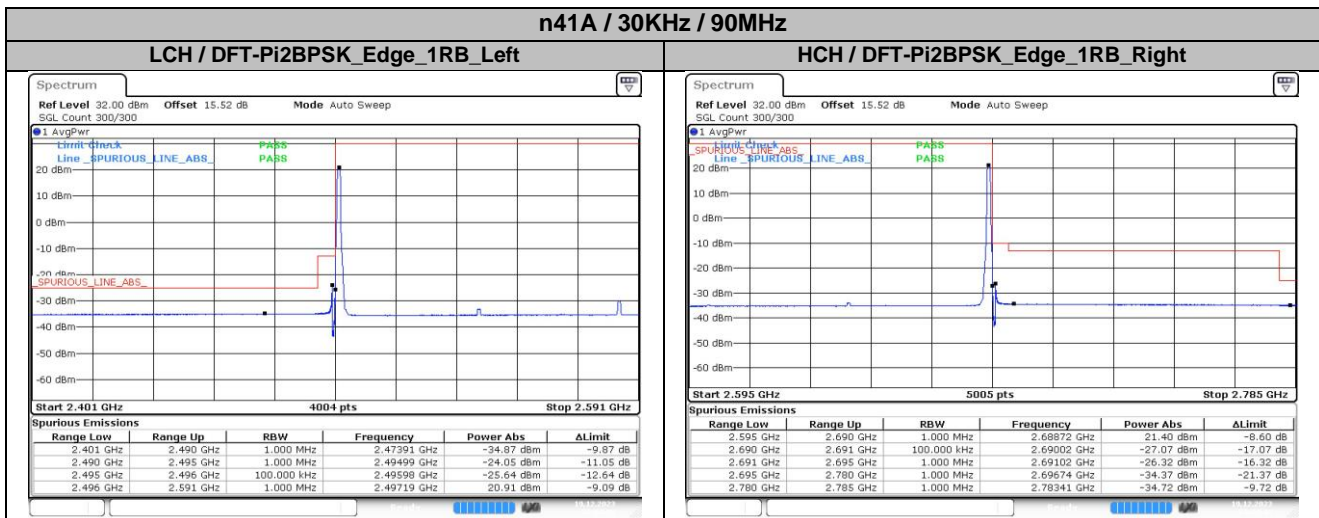 n41A / 30KHz / 90MHz
LCH / DFT-Pi2BPSK_Edge_1RB_Left
HCH / DFT-Pi2BPSK_Edge_1RB_Right
Spectrum
Ref Level 32.00 dBm Offset 15.52 dB Mode Auto Sweep
SGL Count 300/300
1 AvgPwr
Limit Check PASS
Line _SPURIOUS_LINE_ABS_ PASS
20 dBm
10 dBm
0 dBm
-10 dBm
-20 dBm
_SPURIOUS_LINE_ABS_
-30 dBm
-40 dBm
-50 dBm
-60 dBm
Start 2.401 GHz 4004 pts Stop 2.591 GHz
Spurious Emissions
Range Low Range Up RBW Frequency Power Abs ΔLimit
2.401 GHz 2.490 GHz 1.000 MHz 2.47391 GHz -34.87 dBm -9.87 dB
2.490 GHz 2.495 GHz 1.000 MHz 2.49499 GHz -24.05 dBm -11.05 dB
2.495 GHz 2.496 GHz 100.000 kHz 2.49598 GHz -25.64 dBm -12.64 dB
2.496 GHz 2.591 GHz 1.000 MHz 2.49719 GHz 20.91 dBm -9.09 dB
Spectrum
Ref Level 32.00 dBm Offset 15.52 dB Mode Auto Sweep
SGL Count 300/300
1 AvgPwr
Limit Check PASS
_SPURIOUS_LINE_ABS_
Line _SPURIOUS_LINE_ABS_ PASS
20 dBm
10 dBm
0 dBm
-10 dBm
-20 dBm
-30 dBm
-40 dBm
-50 dBm
-60 dBm
Start 2.595 GHz 5005 pts Stop 2.785 GHz
Spurious Emissions
Range Low Range Up RBW Frequency Power Abs ΔLimit
2.595 GHz 2.690 GHz 1.000 MHz 2.68872 GHz 21.40 dBm -8.60 dB
2.690 GHz 2.691 GHz 100.000 kHz 2.69002 GHz -27.07 dBm -17.07 dB
2.691 GHz 2.695 GHz 1.000 MHz 2.69102 GHz -26.32 dBm -16.32 dB
2.695 GHz 2.780 GHz 1.000 MHz 2.69674 GHz -34.37 dBm -21.37 dB
2.780 GHz 2.785 GHz 1.000 MHz 2.78341 GHz -34.72 dBm -9.72 dB